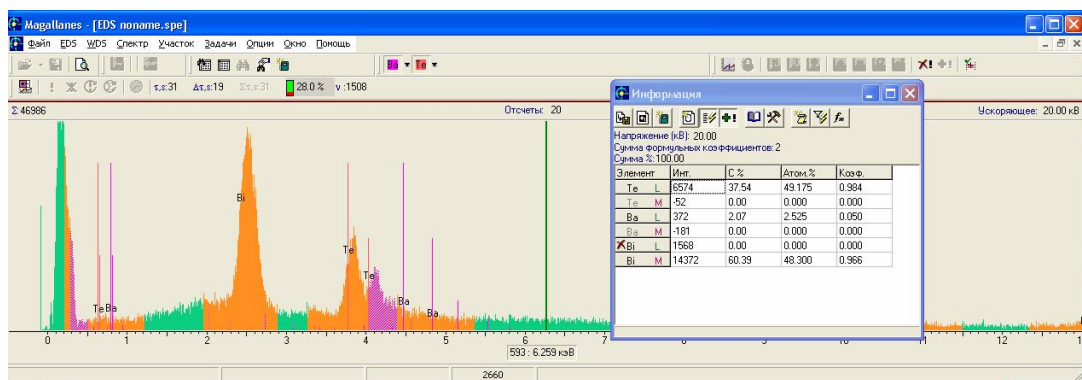 Magallanes - [EDS noname.spe]
Файл EDS WDS Спектр Участок Задачи Опции Окно Помощь
Ba Te
τ,s:31 Δτ,s:19 Στ,s:31 28.0 % ν :1508
Σ: 46986 Отсчеты: 20 Ускоряющее: 20.00 кВ
Bi
Te
Te
Te Ba
Ba
Ba
0 1 2 3 4 5 6 7 11 12
593 : 6.259 кэВ
2660
Информация
Напряжение (кВ): 20.00
Сумма формульных коэффициентов: 2
Сумма %: 100.00
Элемент Инт. C % Атом.% Коэф.
Te L 6574 37.54 49.175 0.984
Te M -52 0.00 0.000 0.000
Ba L 372 2.07 2.525 0.050
Ba M -181 0.00 0.000 0.000
Bi L 1568 0.00 0.000 0.000
Bi M 14372 60.39 48.300 0.966